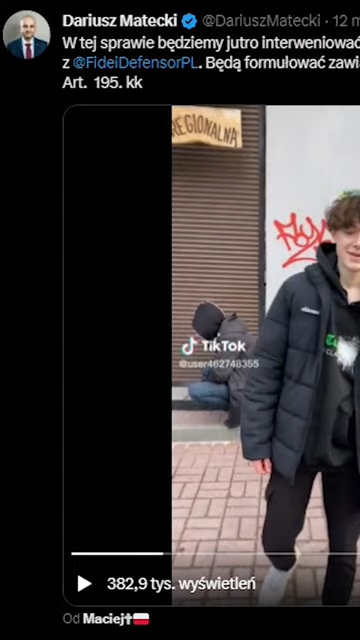 Dariusz Matecki @DariuszMatecki · 12 m
W tej sprawie będziemy jutro interweniować
z @FideiDefensorPL. Będą formułować zawi
Art. 195. kk
REGIONALNA
TikTok
@user462748355
382,9 tys. wyświetleń
Od Maciej✝🇵🇱